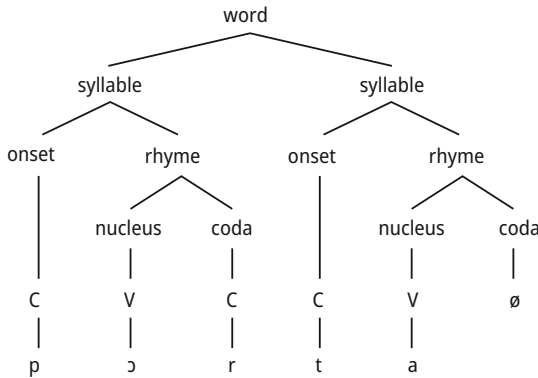 word
syllable syllable
onset rhyme onset rhyme
nucleus coda nucleus coda
C V C C V ø
p ɔ r t a